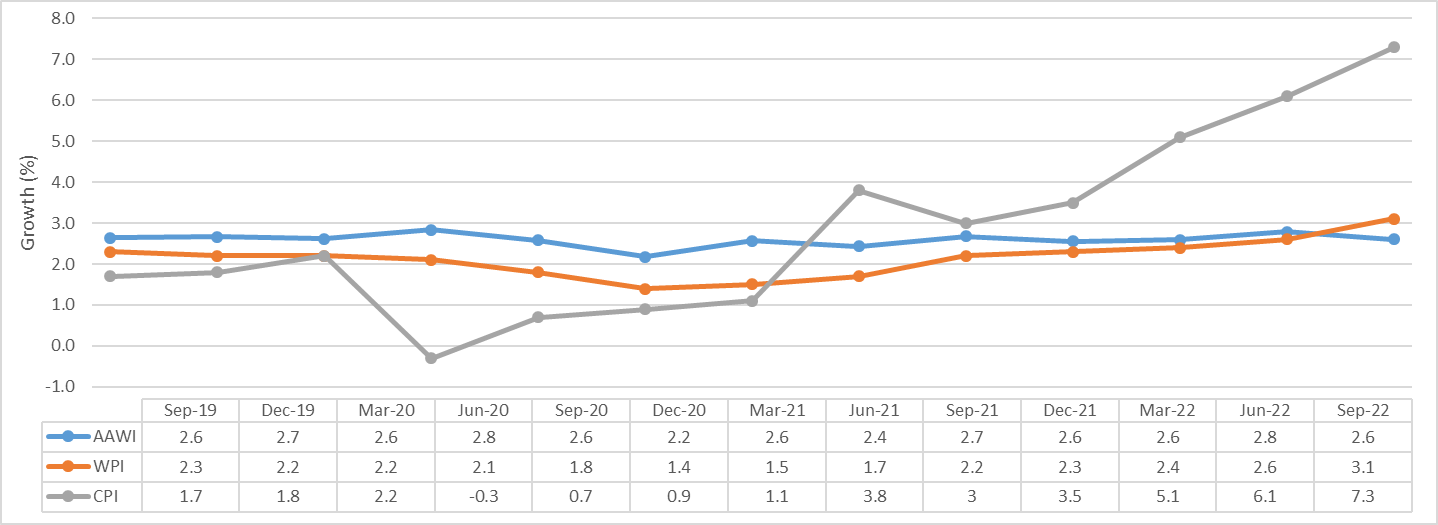 8.0
7.0
6.0
5.0
4.0
3.0
2.0
1.0
0.0
-1.0
Growth (%)
Sep-19 Dec-19 Mar-20 Jun-20 Sep-20 Dec-20 Mar-21 Jun-21 Sep-21 Dec-21 Mar-22 Jun-22 Sep-22
AAWI 2.6 2.7 2.6 2.8 2.6 2.2 2.6 2.4 2.7 2.6 2.6 2.8 2.6
WPI 2.3 2.2 2.2 2.1 1.8 1.4 1.5 1.7 2.2 2.3 2.4 2.6 3.1
CPI 1.7 1.8 2.2 -0.3 0.7 0.9 1.1 3.8 3 3.5 5.1 6.1 7.3